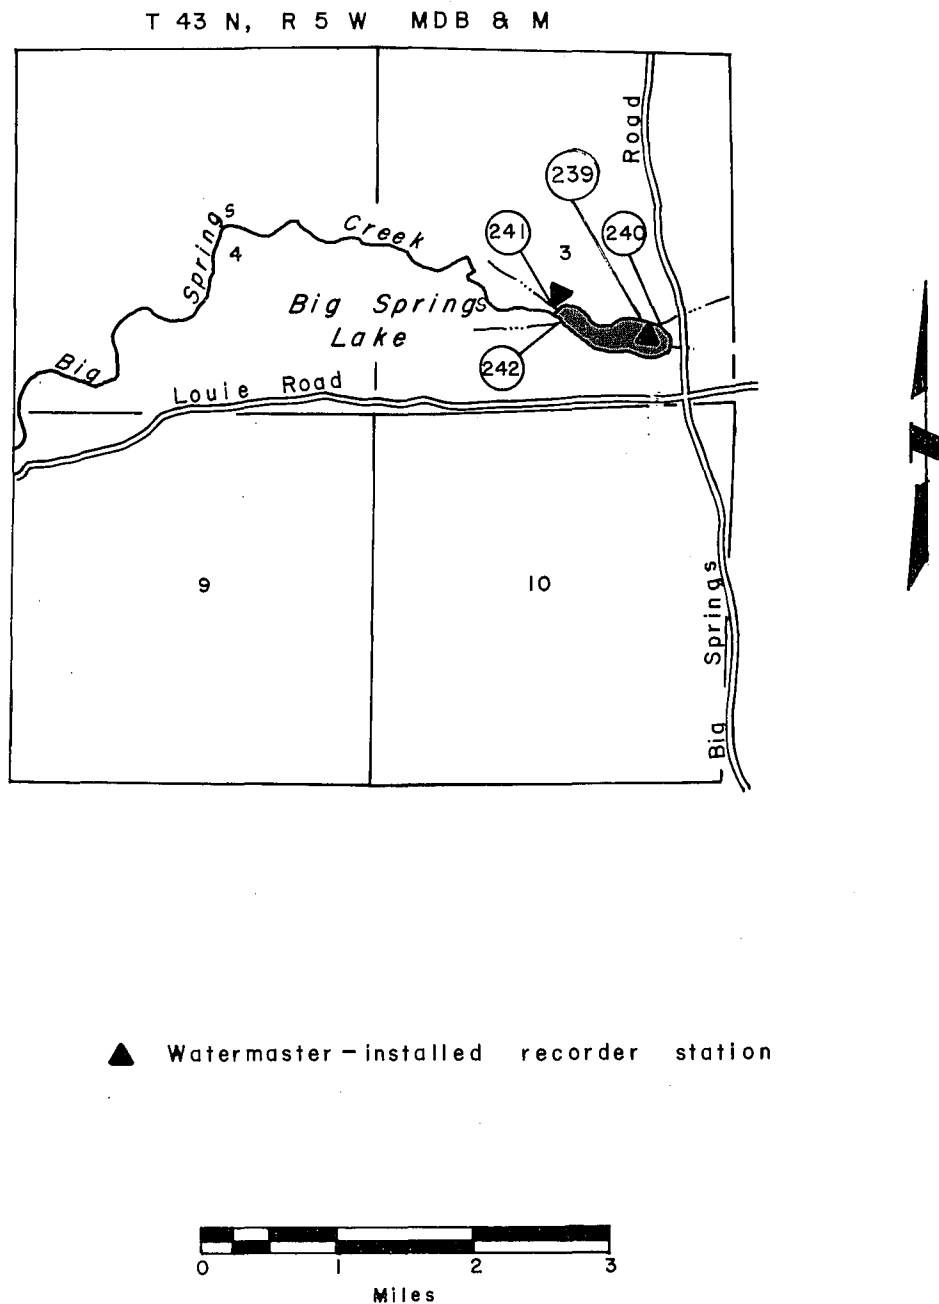 T 43 N, R 5 W MDB & M
Road
239
241
240
3
Big Springs Creek
4
Big Springs
Lake
242
Louie Road
9
10
Big Springs
Watermaster-installed recorder station
0 1 2 3
Miles